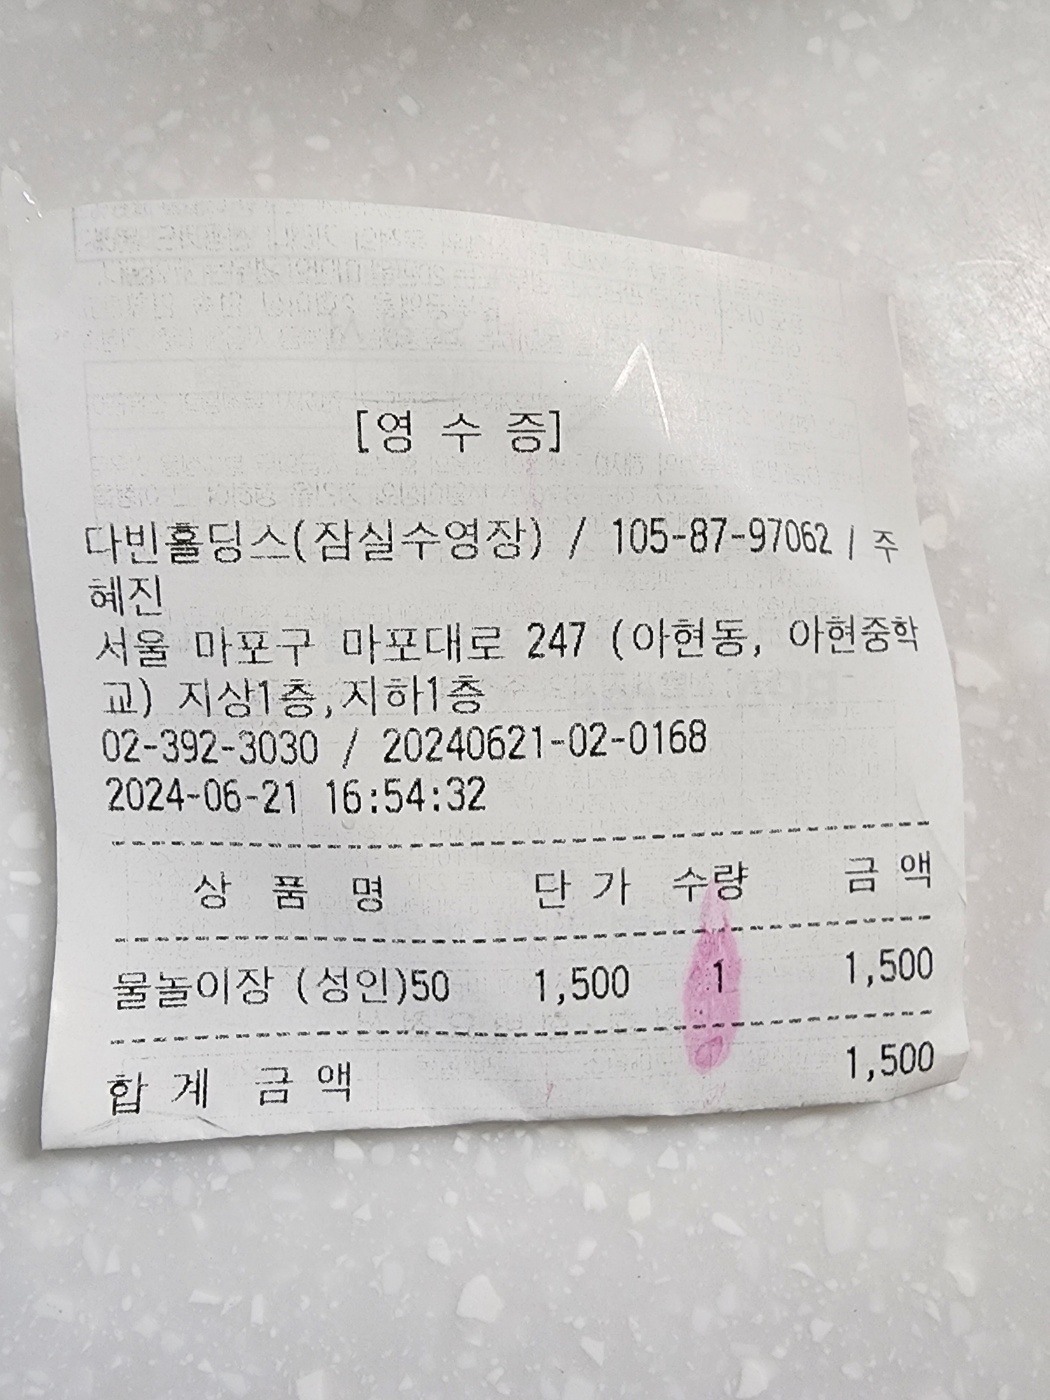 [영 수 증]
다빈홀딩스(잠실수영장) / 105-87-97062 / 주
혜진
서울 마포구 마포대로 247 (아현동, 아현중학
교) 지상1층,지하1층
02-392-3030 / 20240621-02-0168
2024-06-21 16:54:32
상 품 명 단 가 수량 금 액
물놀이장 (성인)50 1,500 1 1,500
합 계 금 액 1,500